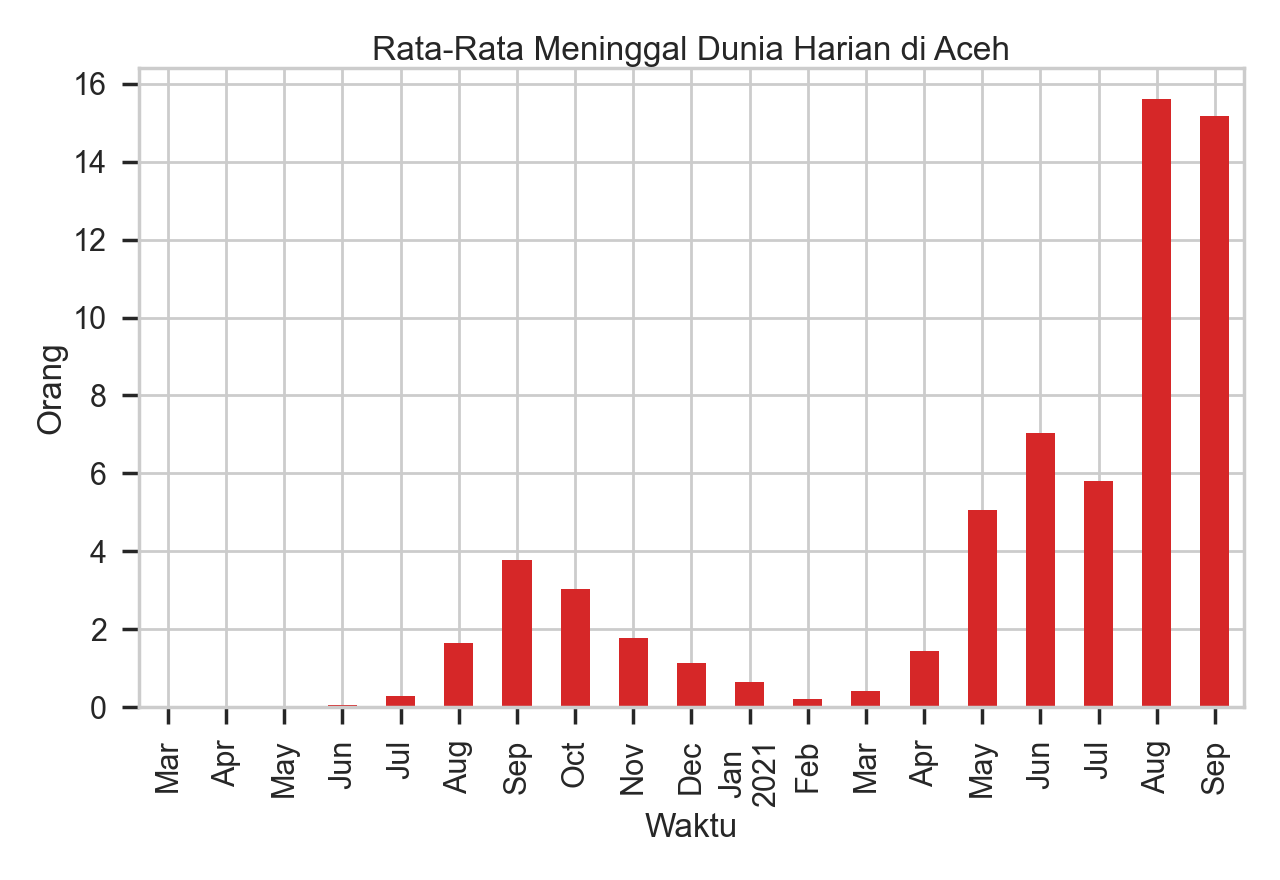 Rata-Rata Meninggal Dunia Harian di Aceh
16
14
12
10
8
6
4
2
0
Orang
Mar
Apr
May
Jun
Jul
Aug
Sep
Oct
Nov
Dec
Jan
2021
Feb
Mar
Apr
May
Jun
Jul
Aug
Sep
Waktu